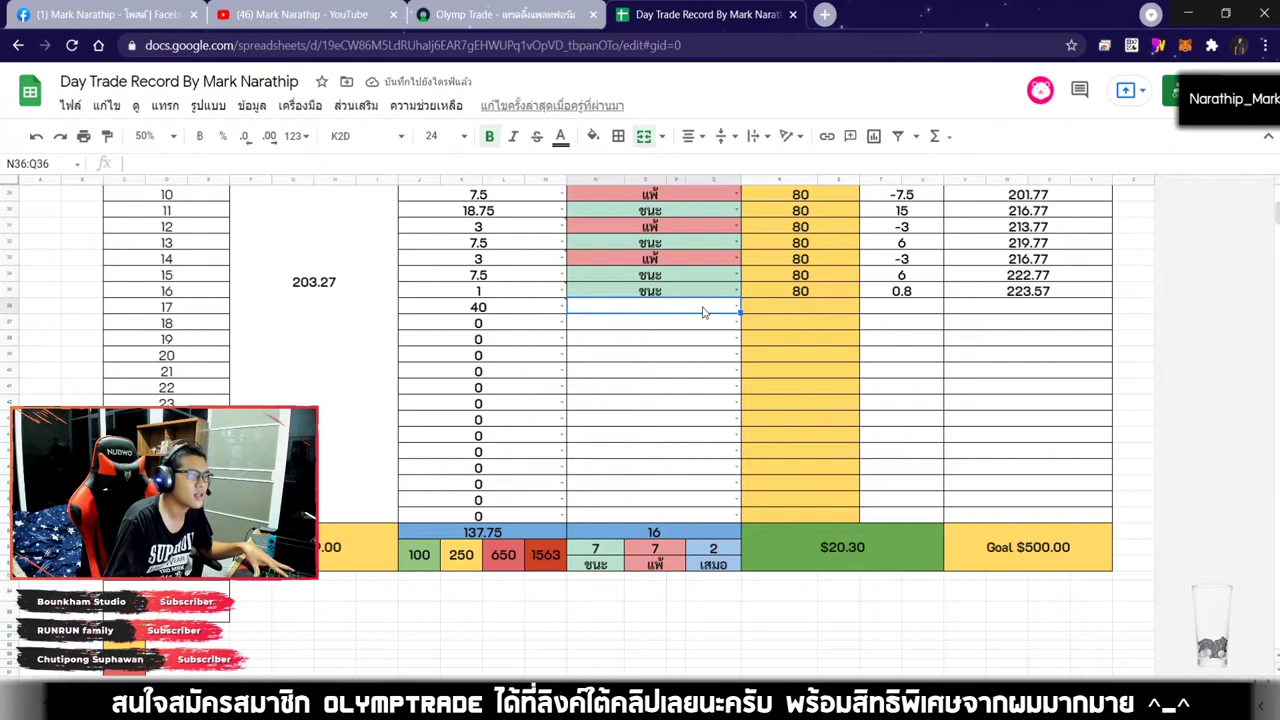 (1) Mark Narathip - โพสต์ | Faceb
(46) Mark Narathip - YouTube
Olymp Trade - เทรดดิ้งแพลทฟอร์ม
Day Trade Record By Mark Narat
docs.google.com/spreadsheets/d/19eCW86M5LdRUhaIj6EAR7gEHWUPq1vOpVD_tbpanOTo/edit#gid=0
Day Trade Record By Mark Narathip
บันทึกไปยังไดรฟ์แล้ว
ไฟล์ แก้ไข ดู แทรก รูปแบบ ข้อมูล เครื่องมือ ส่วนเสริม ความช่วยเหลือ แก้ไขครั้งล่าสุดเมื่อครู่ที่ผ่านมา
Narathip_Mark
50% % .0 .00 123 K2D 24 B I S A
N36:Q36 fx
10 7.5 แพ้ 80 -7.5 201.77
11 18.75 ชนะ 80 15 216.77
12 3 แพ้ 80 -3 213.77
13 7.5 ชนะ 80 6 219.77
14 3 แพ้ 80 -3 216.77
203.27
15 7.5 ชนะ 80 6 222.77
16 1 ชนะ 80 0.8 223.57
17 40
18 0
19 0
20 0
21 0
22 0
23 0
0
0
0
0
0
0
0
137.75 16
.00 100 250 650 1563 7 7 2 $20.30 Goal $500.00
ชนะ แพ้ เสมอ
NUBWO
Bounkham Studio Subscriber
RUNRUN family Subscriber
Chutipong Suphawan Subscriber
สนใจสมัครสมาชิก OLYMPTRADE ได้ที่ลิงค์ใต้คลิปเลยนะครับ พร้อมสิทธิพิเศษจากผมมากมาย ^_^